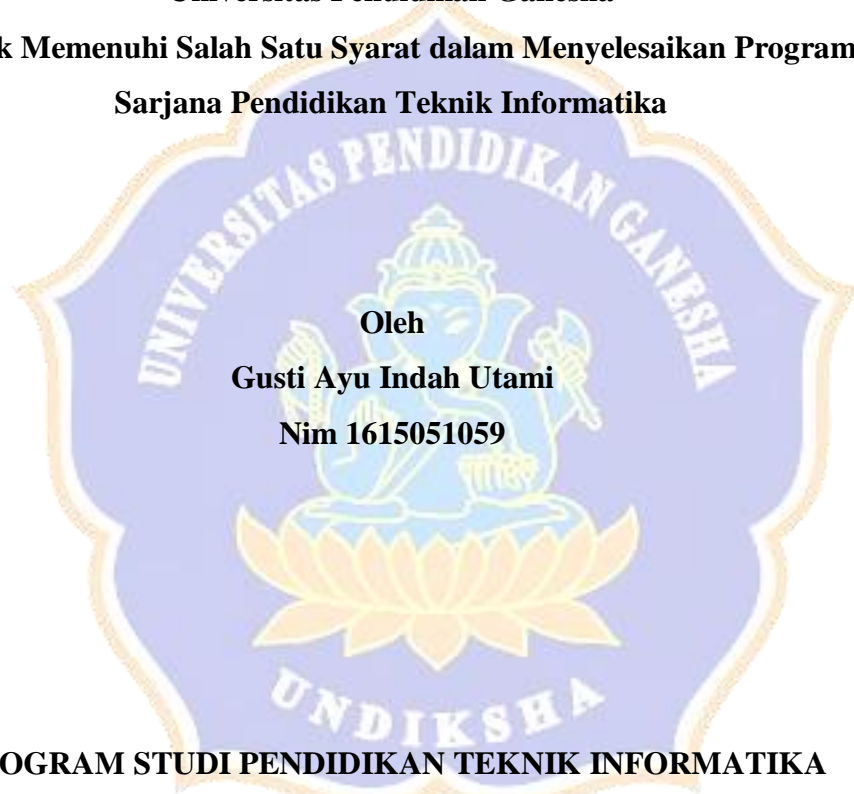 Universitas Pendidikan Ganesha
k Memenuhi Salah Satu Syarat dalam Menyelesaikan Program
Sarjana Pendidikan Teknik Informatika
UNIVERSITAS PENDIDIKAN GANESHA
Oleh
Gusti Ayu Indah Utami
Nim 1615051059
UNDIKSHA
OGRAM STUDI PENDIDIKAN TEKNIK INFORMATIKA